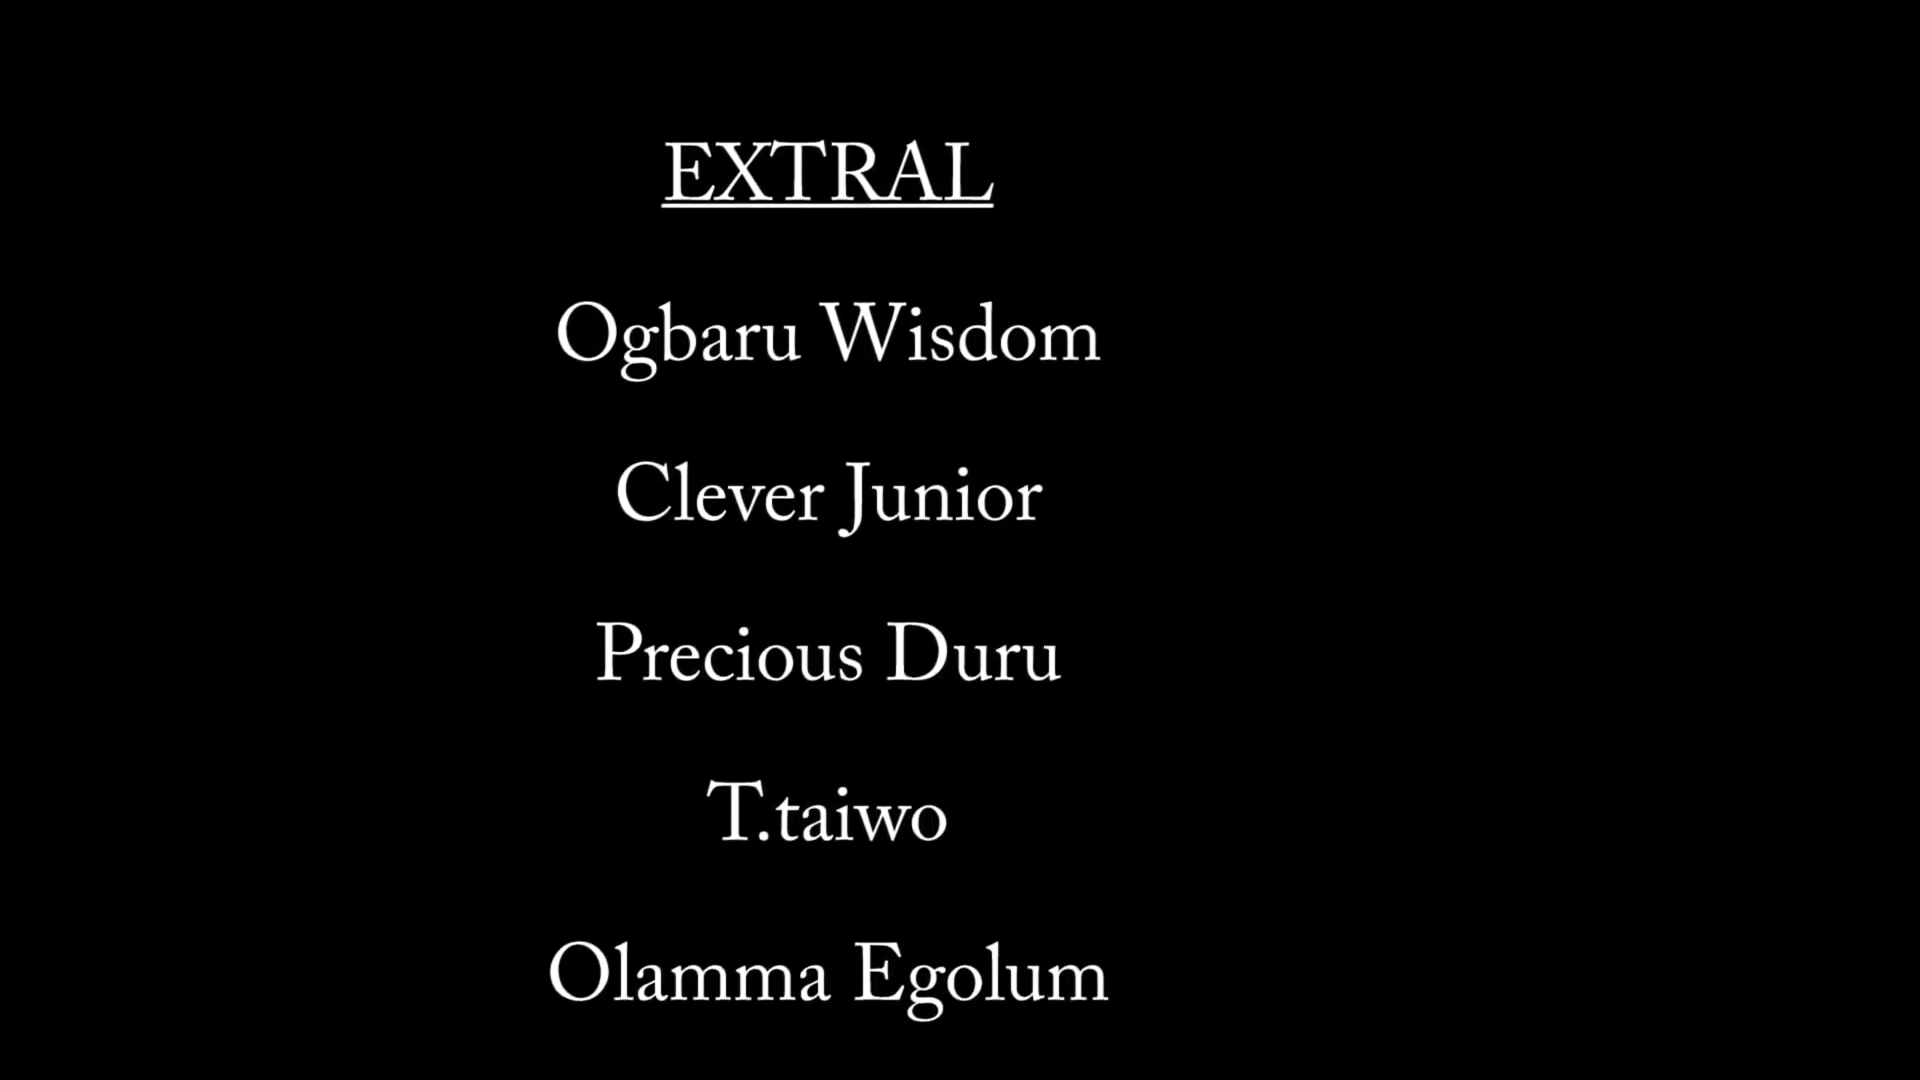 EXTRAL
Ogbaru Wisdom
Clever Junior
Precious Duru
T.taiwo
Olamma Egolum